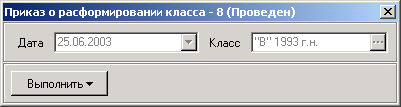 Приказ о расформировании класса - 8 (Проведен)
Дата 25.06.2003 Класс "В" 1993 г.н. ...
Выполнить